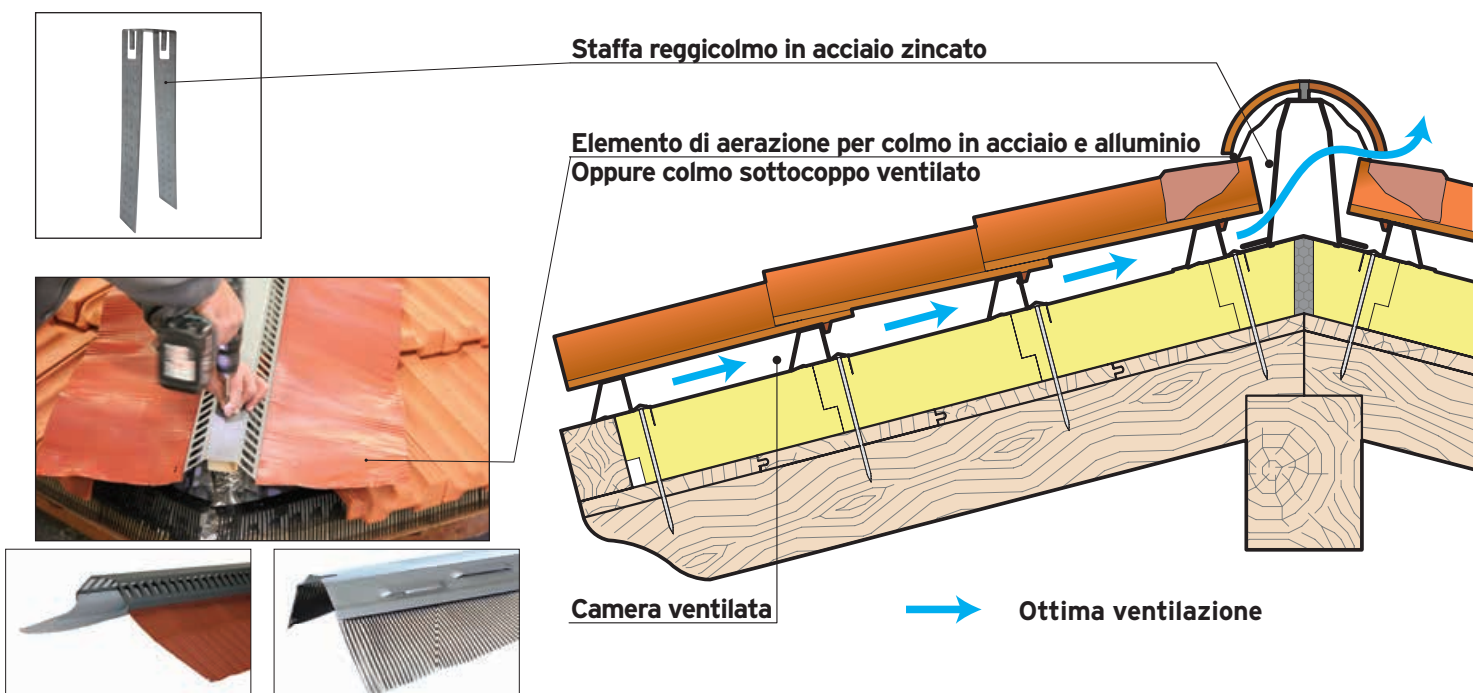 Staffa reggicolmo in acciaio zincato
Elemento di aerazione per colmo in acciaio e alluminio
Oppure colmo sottocoppo ventilato
Camera ventilata
Ottima ventilazione